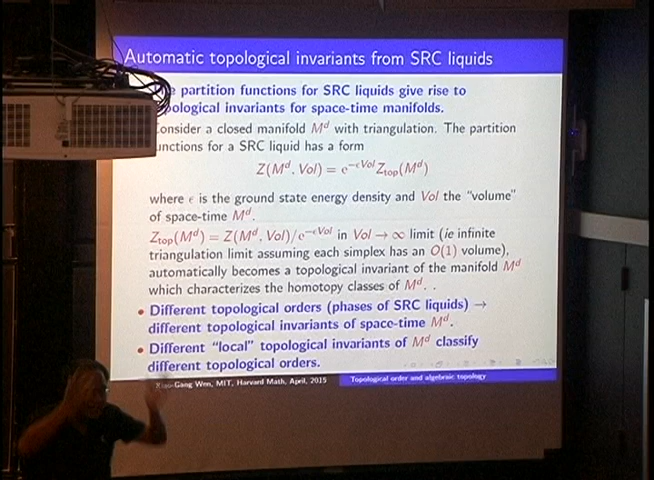 Automatic topological invariants from SRC liquids
partition functions for SRC liquids give rise to
pological invariants for space-time manifolds.
onsider a closed manifold M^d with triangulation. The partition
unctions for a SRC liquid has a form
Z(M^d, Vol) = e^{-ϵVol} Z_top(M^d)
where ϵ is the ground state energy density and Vol the "volume"
of space-time M^d.
Z_top(M^d) = Z(M^d, Vol)/e^{-ϵVol} in Vol → ∞ limit (ie infinite
triangulation limit assuming each simplex has an O(1) volume),
automatically becomes a topological invariant of the manifold M^d
which characterizes the homotopy classes of M^d. .
• Different topological orders (phases of SRC liquids) →
different topological invariants of space-time M^d.
• Different "local" topological invariants of M^d classify
different topological orders.
Xiao-Gang Wen, MIT, Harvard Math, April, 2015
Topological order and algebraic topology